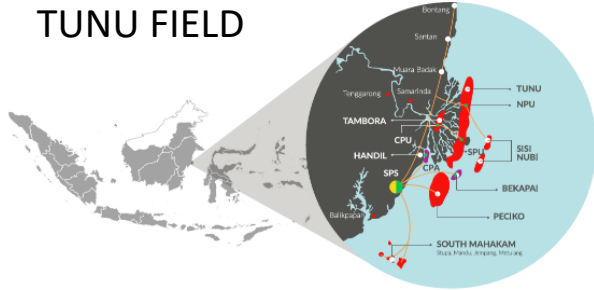 TUNU FIELD
Bontang
Santan
Muara Badak
Tenggarong
Samarinda
TUNU
NPU
TAMBORA
CPU
SISI
NUBI
HANDIL
SPU
CPA
SPS
BEKAPAI
PECIKO
Balikpapan
SOUTH MAHAKAM
Stupa, Mandu, Jempang, Metulang